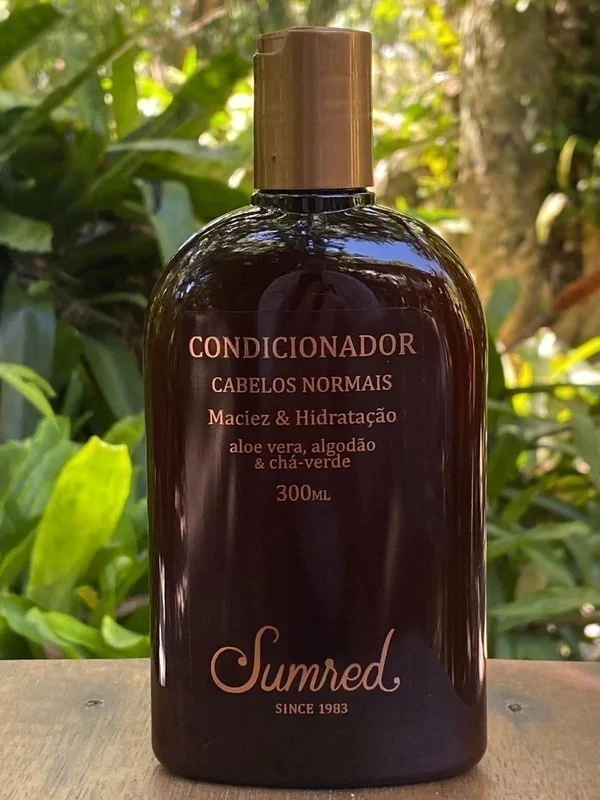 CONDICIONADOR
CABELOS NORMAIS
Maciez & Hidratação
aloe vera, algodão
& chá-verde
300ML
Sumred
SINCE 1983